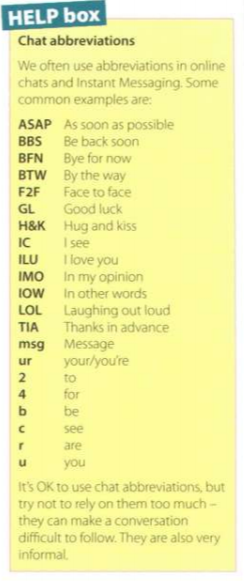 HELP box
Chat abbreviations
We often use abbreviations in online
chats and Instant Messaging. Some
common examples are:
ASAP As soon as possible
BBS Be back soon
BFN Bye for now
BTW By the way
F2F Face to face
GL Good luck
H&K Hug and kiss
IC I see
ILU I love you
IMO In my opinion
IOW In other words
LOL Laughing out loud
TIA Thanks in advance
msg Message
ur your/you're
2 to
4 for
b be
c see
r are
u you
It's OK to use chat abbreviations, but
try not to rely on them too much –
they can make a conversation
difficult to follow. They are also very
informal.